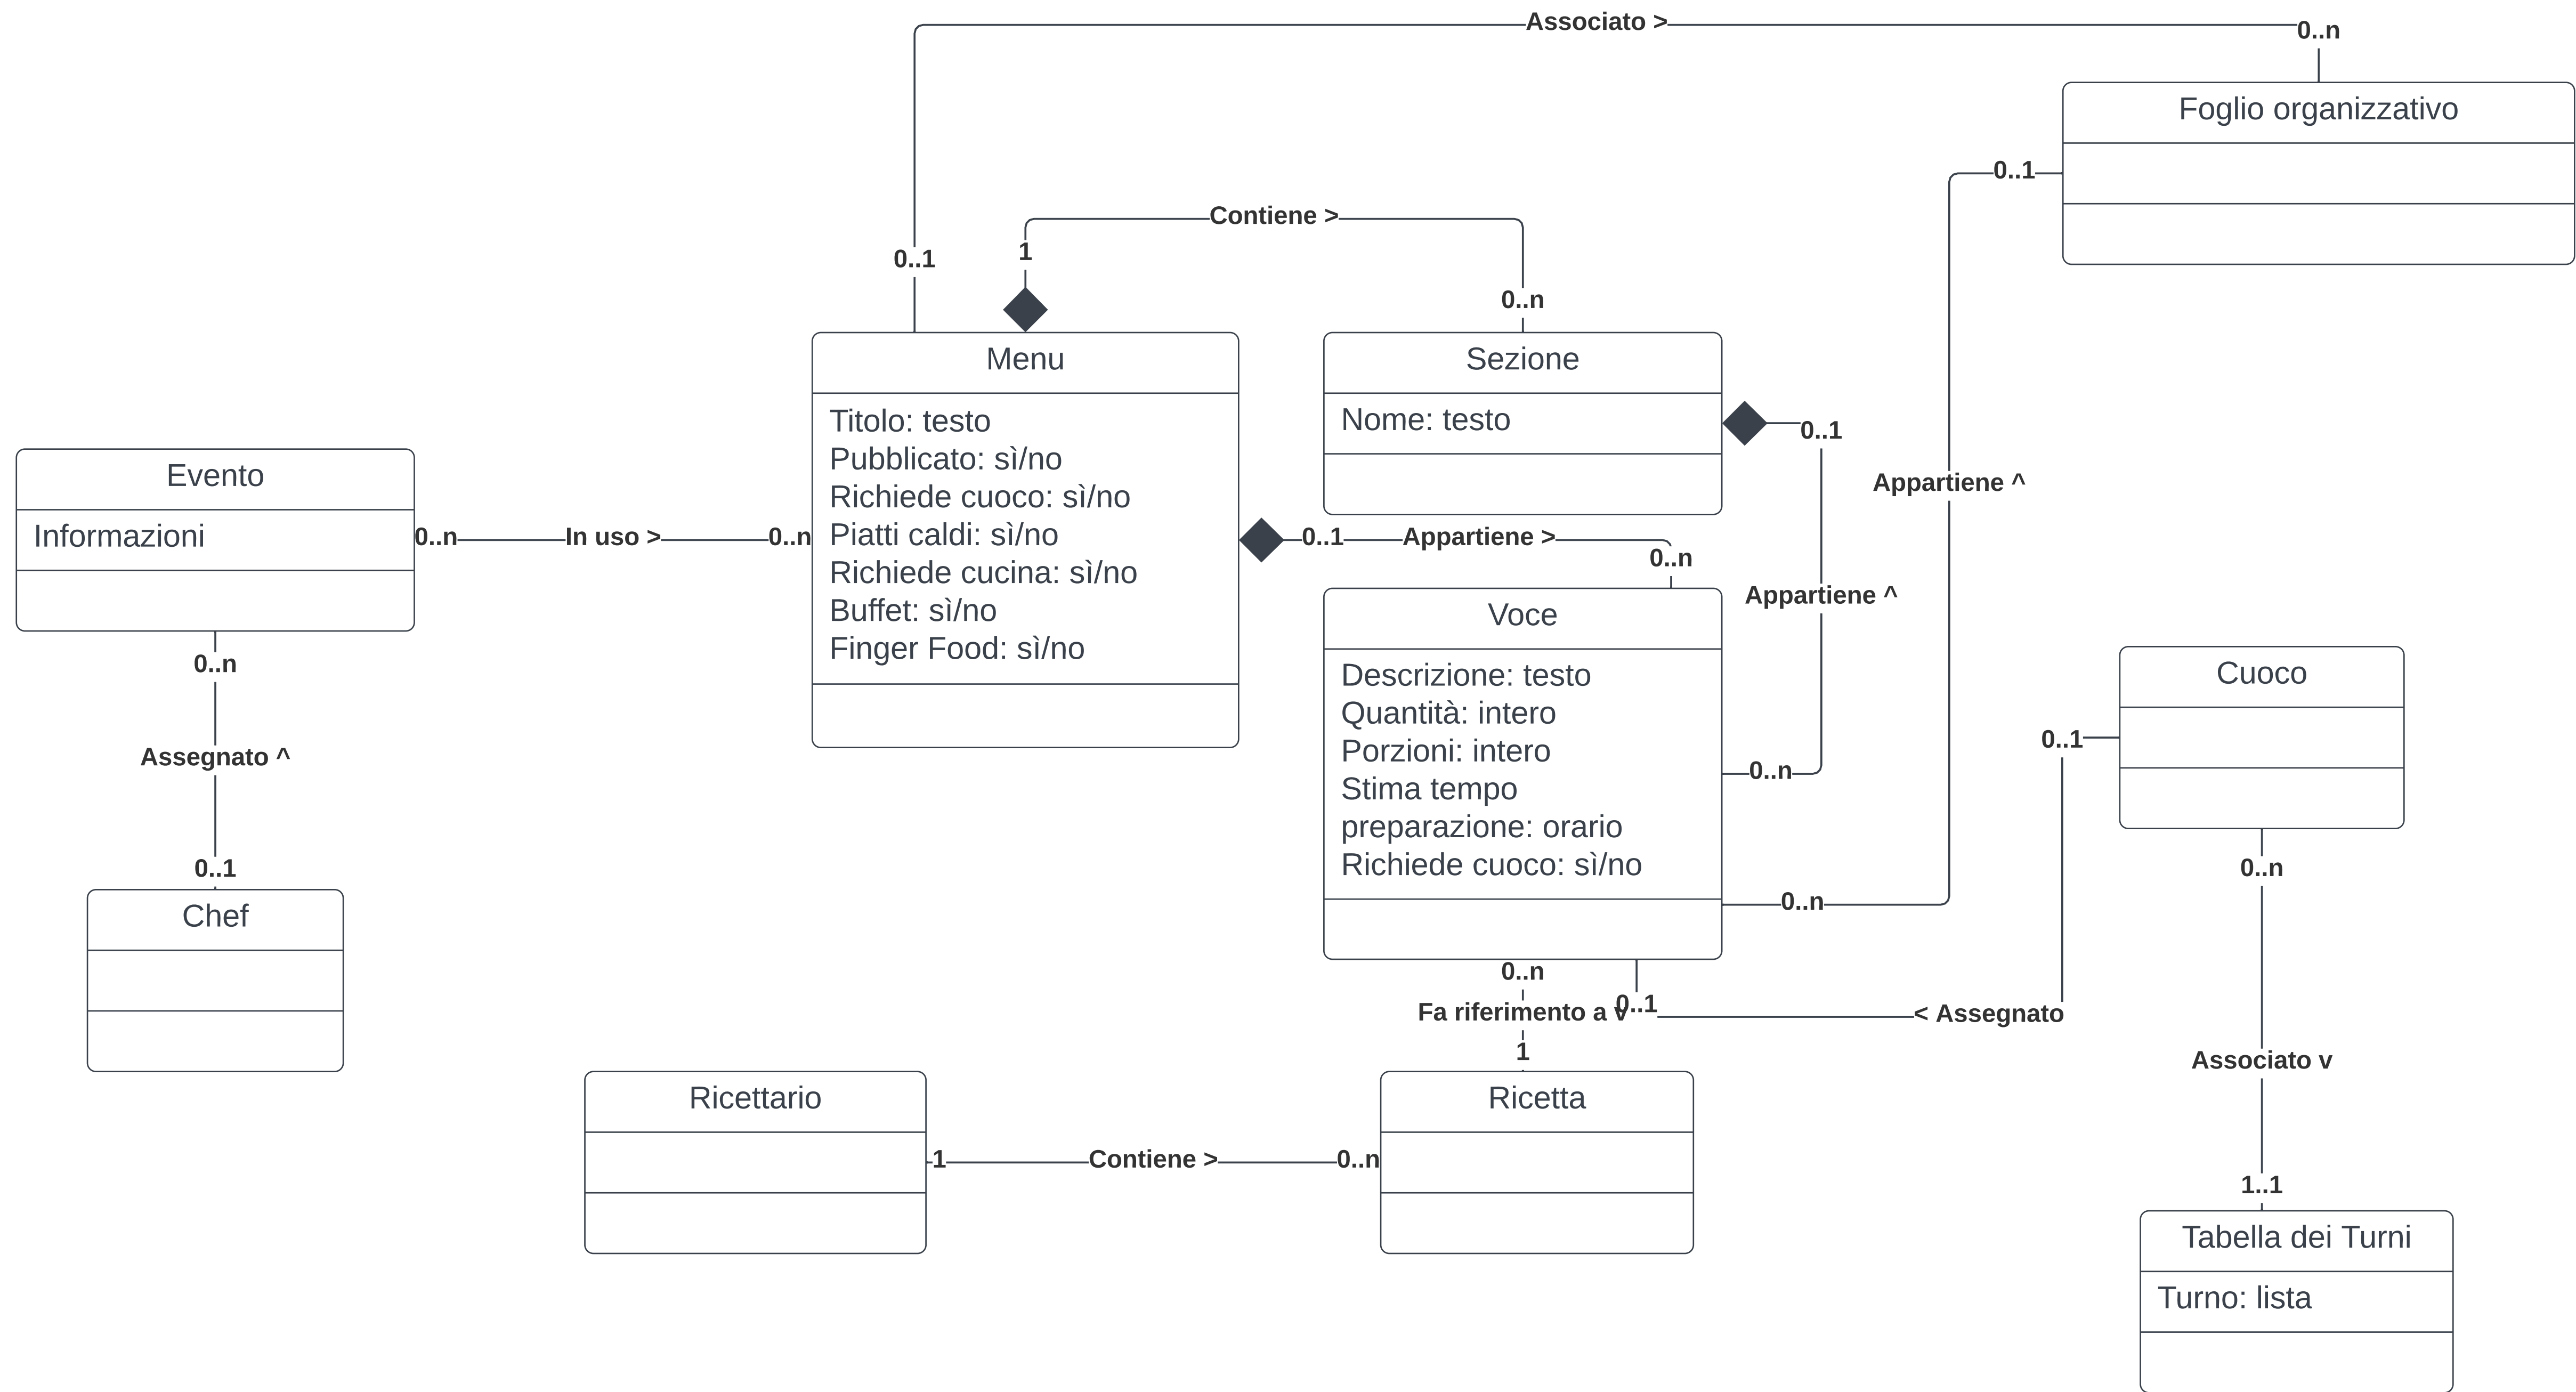 Associato >
0..n
Foglio organizzativo
0..1
Contiene >
1
0..1
0..n
Menu
Titolo: testo
Pubblicato: sì/no
Richiede cuoco: sì/no
Piatti caldi: sì/no
Richiede cucina: sì/no
Buffet: sì/no
Finger Food: sì/no
Sezione
Nome: testo
0..1
Appartiene ^
Evento
Informazioni
0..n
In uso >
0..n
0..1
Appartiene >
0..n
Appartiene ^
Voce
Descrizione: testo
Quantità: intero
Porzioni: intero
Stima tempo
preparazione: orario
Richiede cuoco: sì/no
0..n
0..n
Cuoco
0..1
0..n
0..n
Assegnato ^
0..1
Chef
0..n
Fa riferimento a v
0..1
< Assegnato
1
Associato v
Ricettario
1
Contiene >
0..n
Ricetta
1..1
Tabella dei Turni
Turno: lista